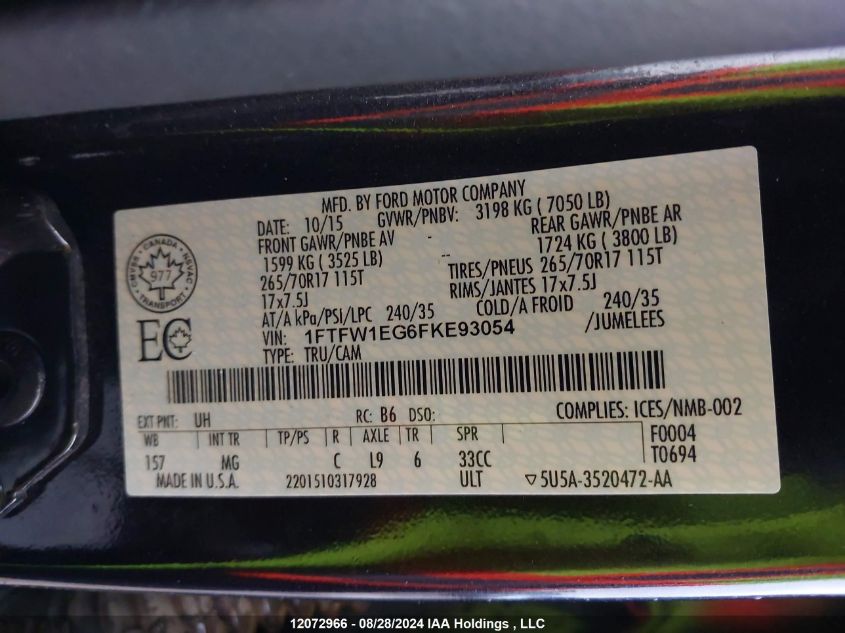 MFD. BY FORD MOTOR COMPANY
DATE: 10/15 GVWR/PNBV: 3198 KG ( 7050 LB)
FRONT GAWR/PNBE AV - REAR GAWR/PNBE AR
1599 KG ( 3525 LB) -- 1724 KG ( 3800 LB)
265/70R17 115T TIRES/PNEUS 265/70R17 115T
17x7.5J RIMS/JANTES 17x7.5J
AT/A kPa/PSi/LPC 240/35 COLD/A FROID 240/35
VIN: 1FTFW1EG6FKE93054 /JUMELEES
TYPE: TRU/CAM
CMVSS CANADA NSVAC
977
TRANSPORT
EC
EXT PNT: UH RC: B6 DSO: COMPLIES: ICES/NMB-002
WB INT TR TP/PS R AXLE TR SPR F0004
157 MG C L9 6 33CC T0694
MADE IN U.S.A. 2201510317928 ULT ▽5U5A-3520472-AA
12072966 - 08/28/2024 IAA Holdings , LLC